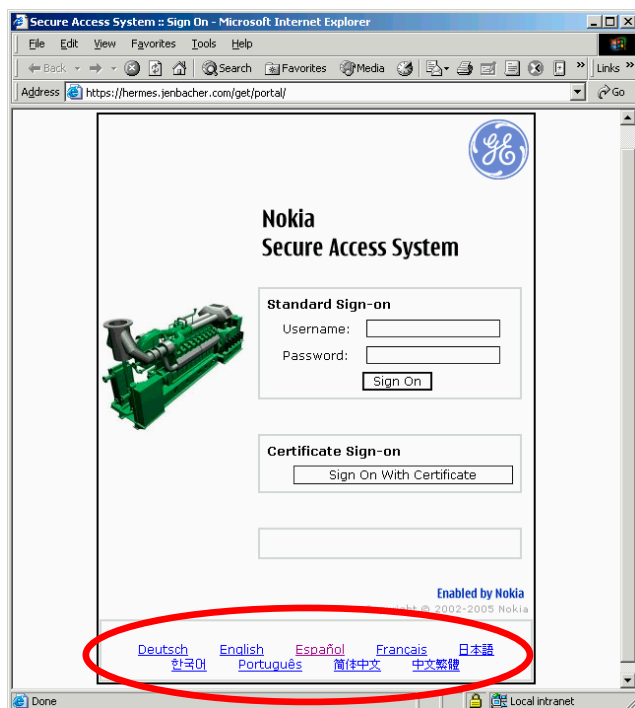 Secure Access System :: Sign On - Microsoft Internet Explorer
File Edit View Favorites Tools Help
Back Search Favorites Media Links
Address https://hermes.jenbacher.com/get/portal/ Go
GE
Nokia
Secure Access System
Standard Sign-on
Username:
Password:
Sign On
Certificate Sign-on
Sign On With Certificate
Enabled by Nokia
Copyright © 2002-2005 Nokia
Deutsch English Español Français 日本語
한국어 Português 简体中文 中文繁體
Done Local intranet